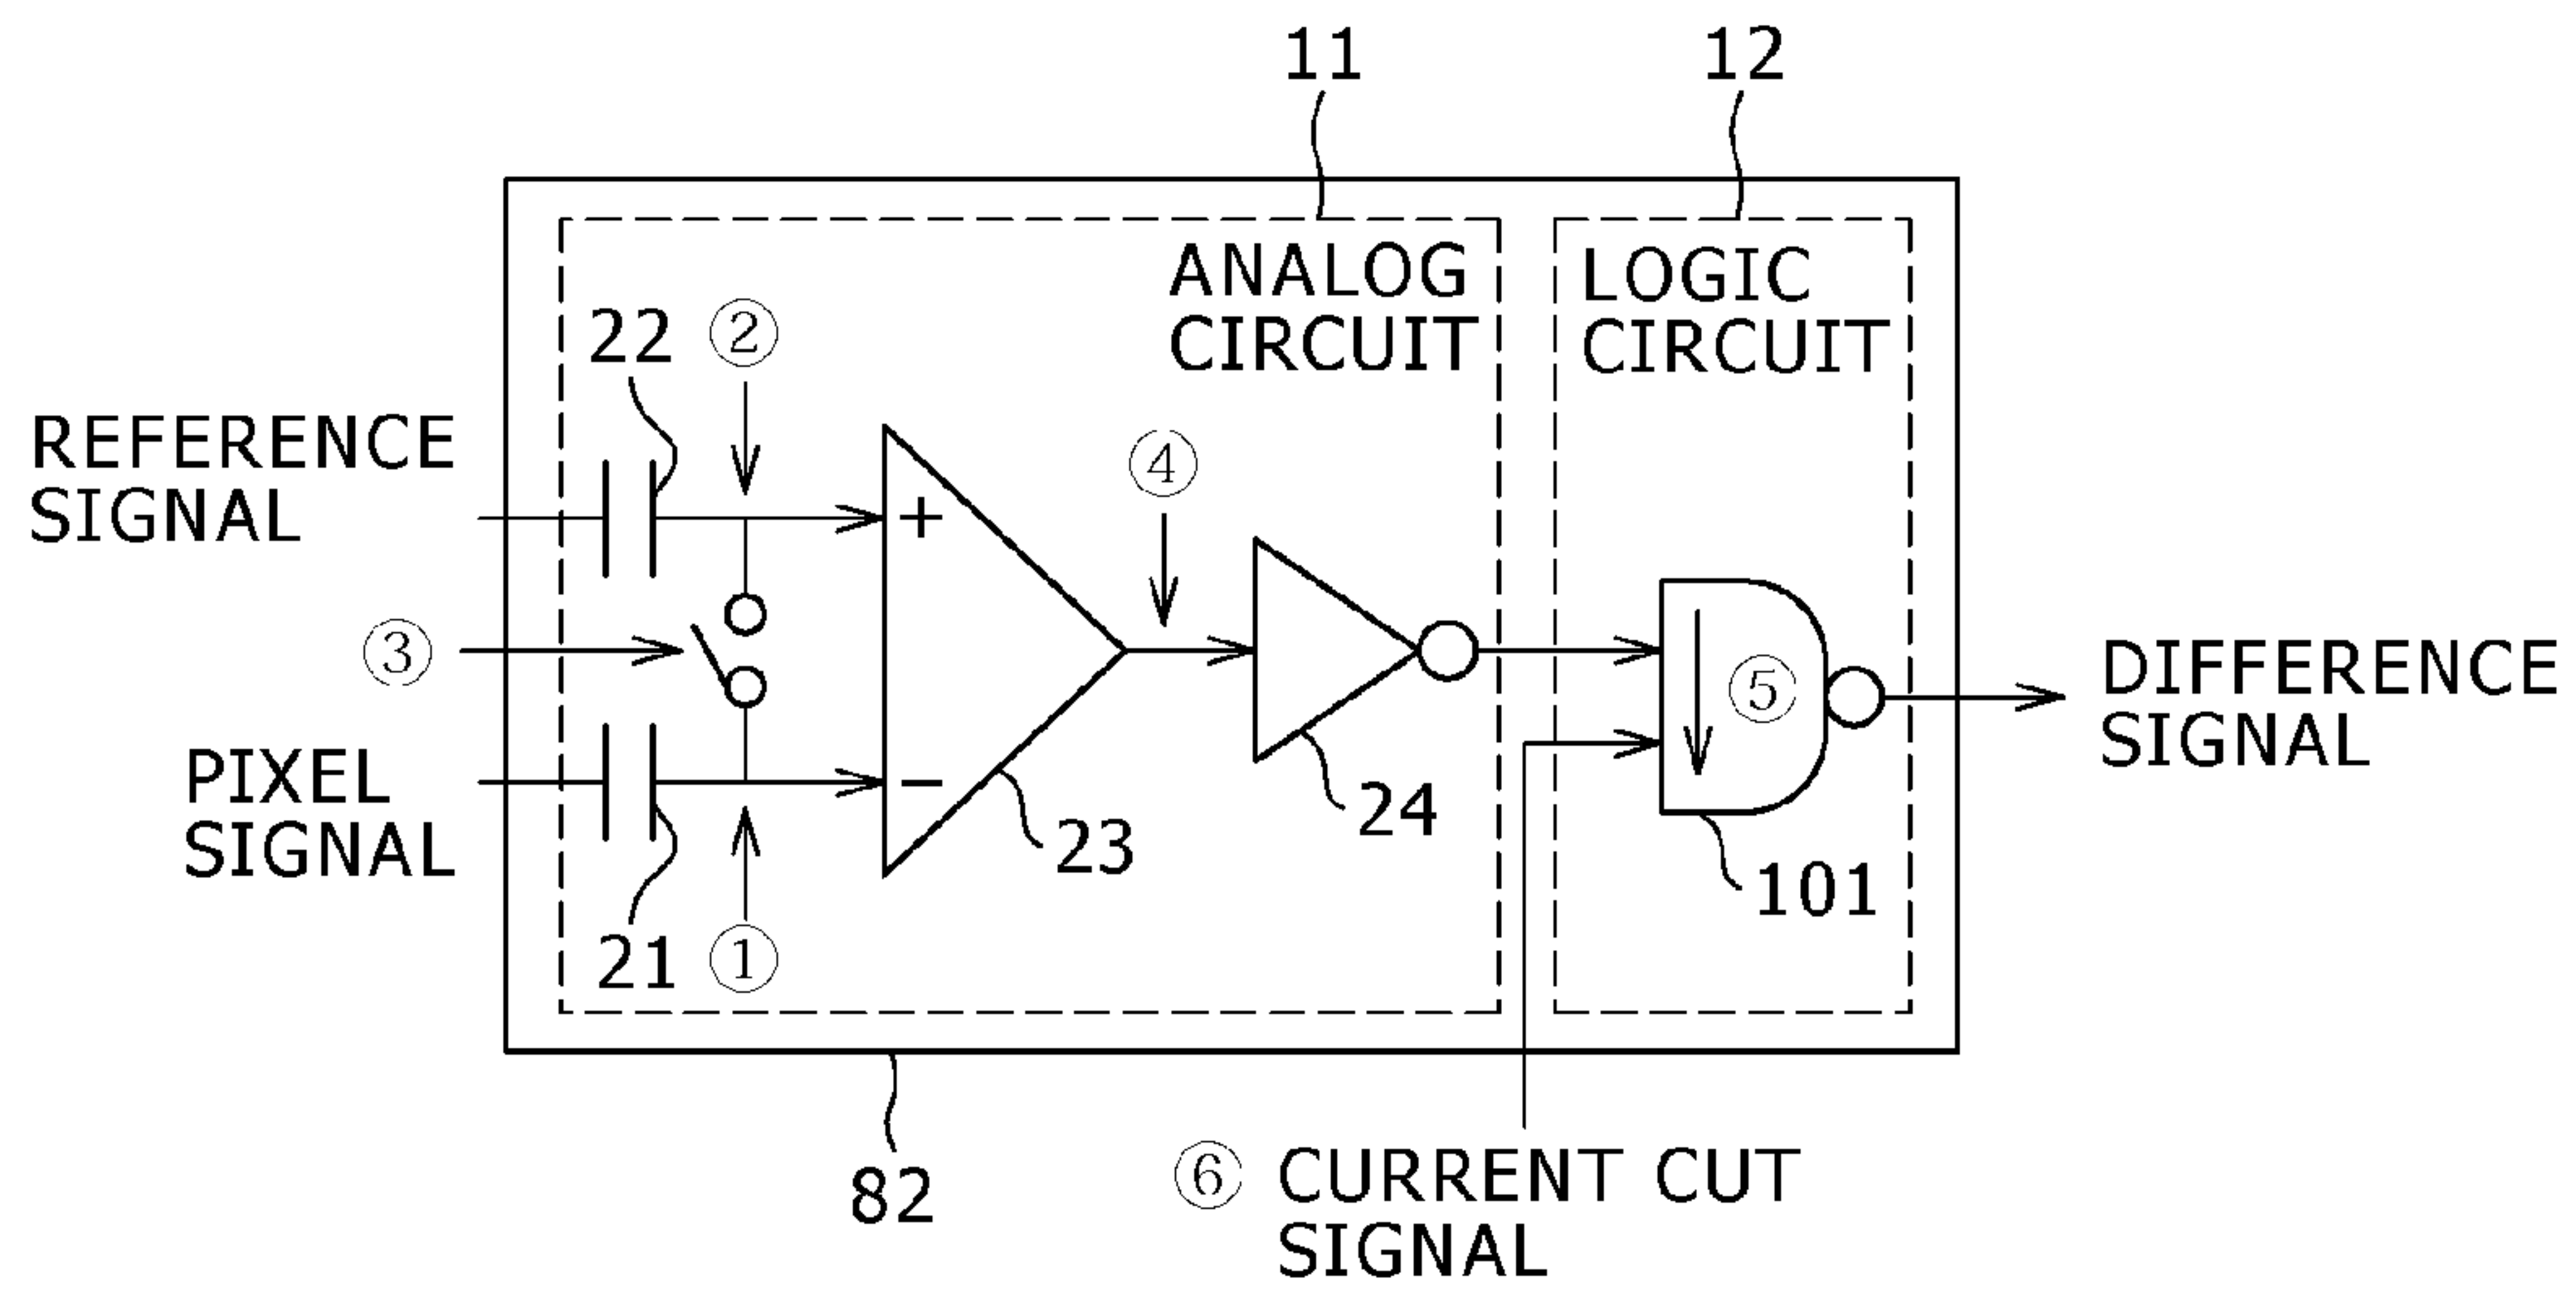 11
12
ANALOG
CIRCUIT
LOGIC
CIRCUIT
22
②
REFERENCE
SIGNAL
④
+
③
⑤
DIFFERENCE
SIGNAL
PIXEL
SIGNAL
−
23
24
101
21
①
82
⑥ CURRENT CUT
SIGNAL